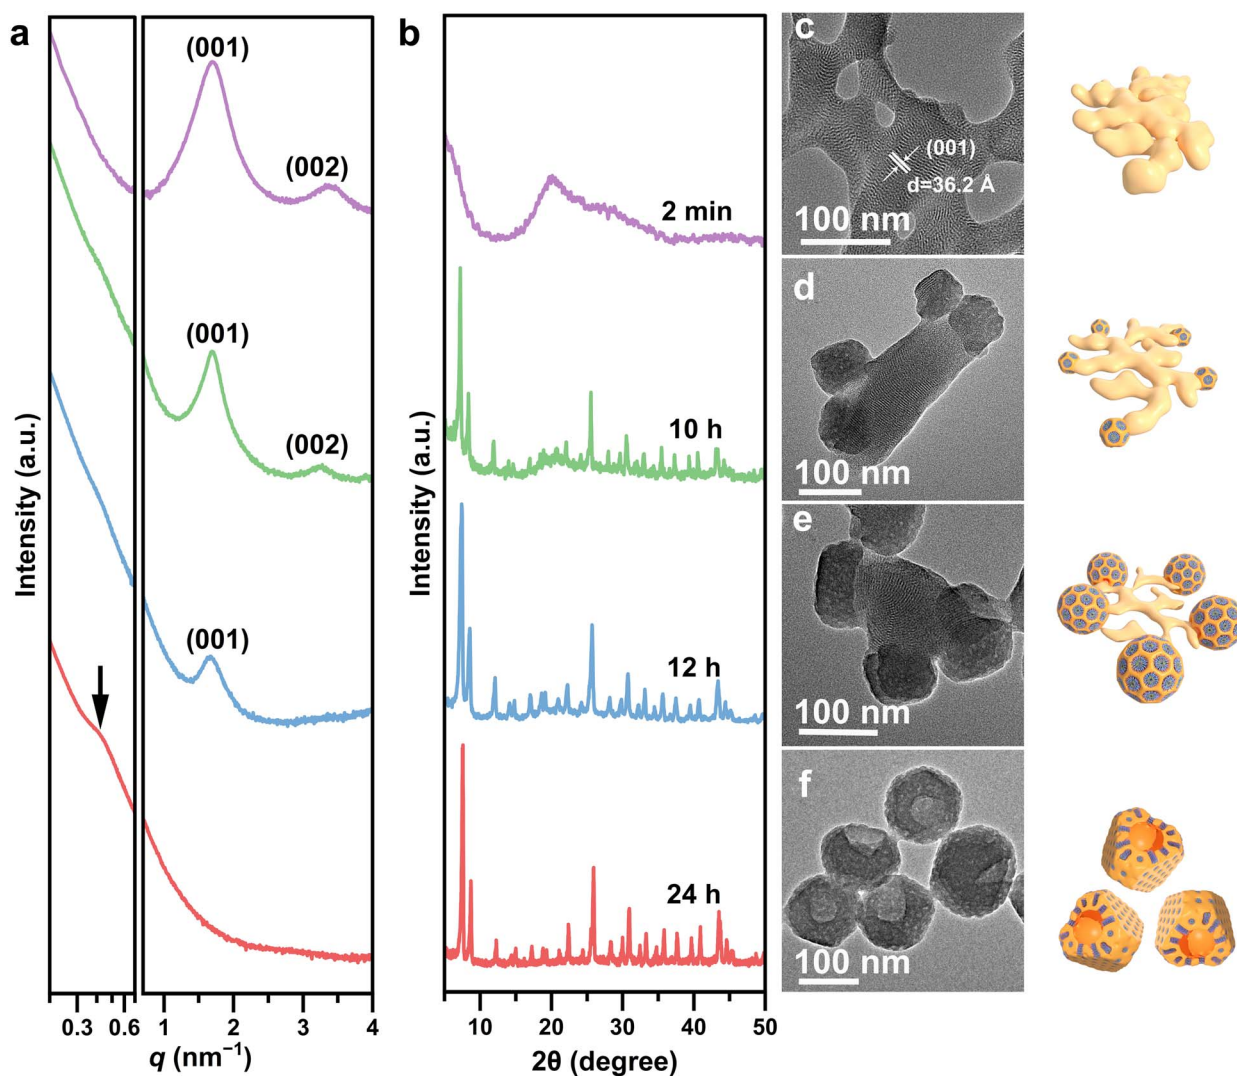 a
Intensity (a.u.)
(001)
(002)
(001)
(002)
(001)
0.3 0.6 1 2 3 4
q (nm⁻¹)
b
Intensity (a.u.)
2 min
10 h
12 h
24 h
10 20 30 40 50
2θ (degree)
c
(001)
d=36.2 Å
100 nm
d
100 nm
e
100 nm
f
100 nm